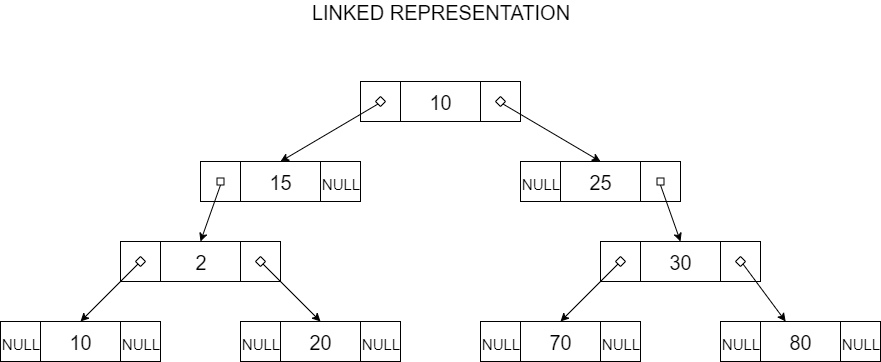 LINKED REPRESENTATION
10
15 NULL
NULL 25
2
30
NULL 10 NULL
NULL 20 NULL
NULL 70 NULL
NULL 80 NULL